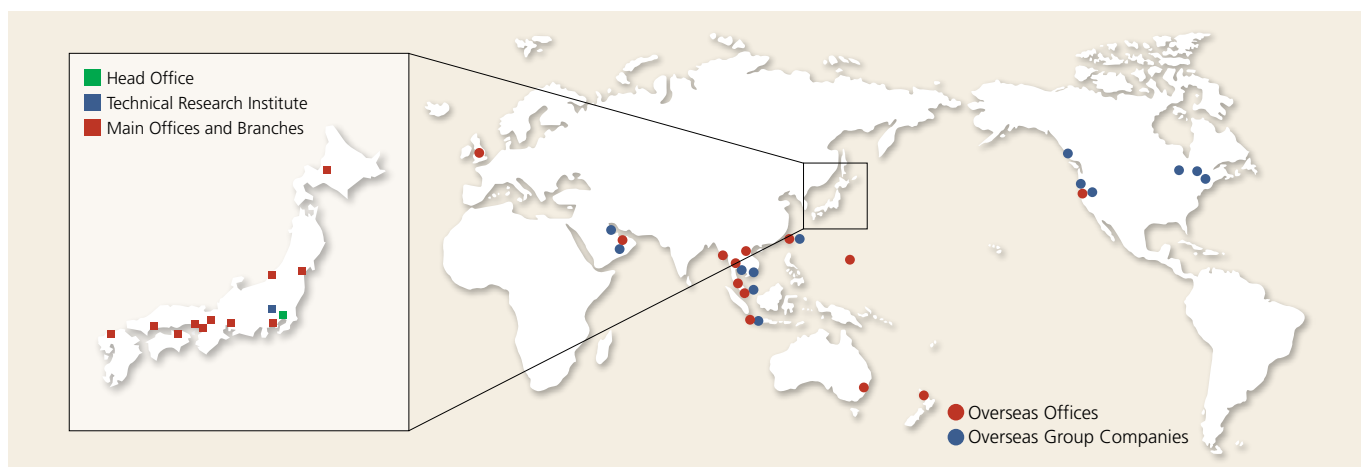 Head Office
Technical Research Institute
Main Offices and Branches
Overseas Offices
Overseas Group Companies